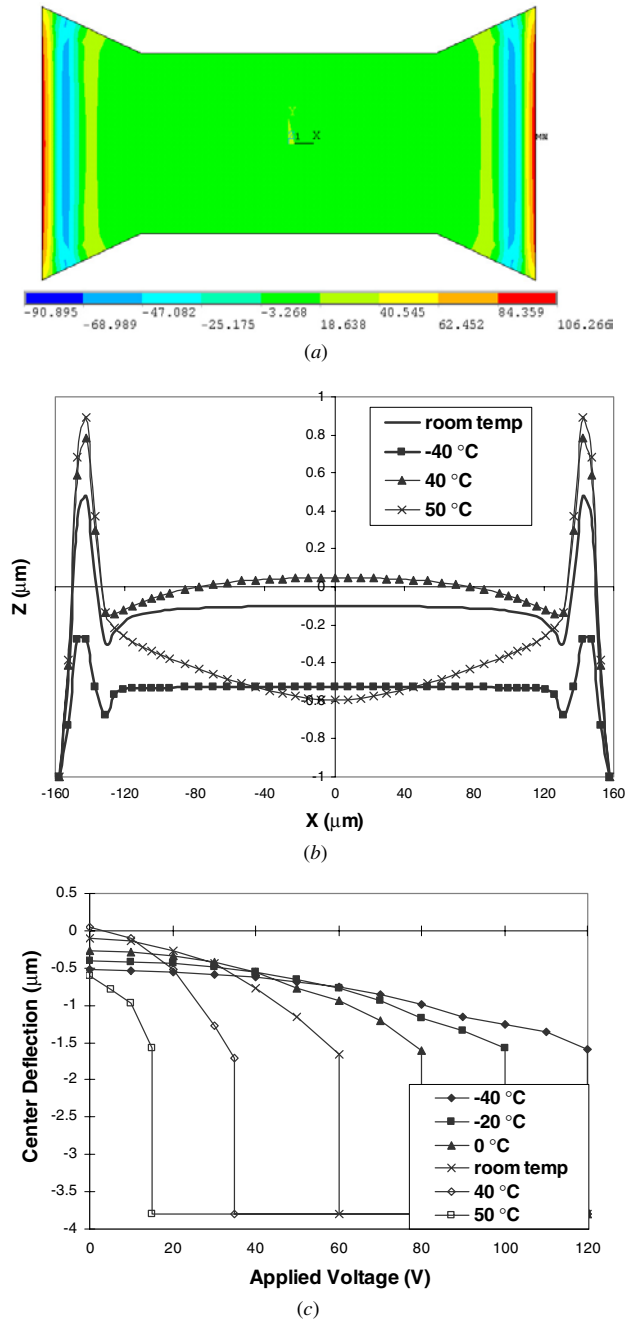 Y
1 X
MX
-90.895 -47.082 -3.268 40.545 84.359
-68.989 -25.175 18.638 62.452 106.266
(a)
1
room temp
-40 °C
40 °C
50 °C
0.8
0.6
0.4
0.2
0
-0.2
-0.4
-0.6
-0.8
-1
Z (μm)
-160 -120 -80 -40 0 40 80 120 160
X (μm)
(b)
0.5
0
-0.5
-1
-1.5
-2
-2.5
-3
-3.5
-4
Center Deflection (μm)
-40 °C
-20 °C
0 °C
room temp
40 °C
50 °C
0 20 40 60 80 100 120
Applied Voltage (V)
(c)